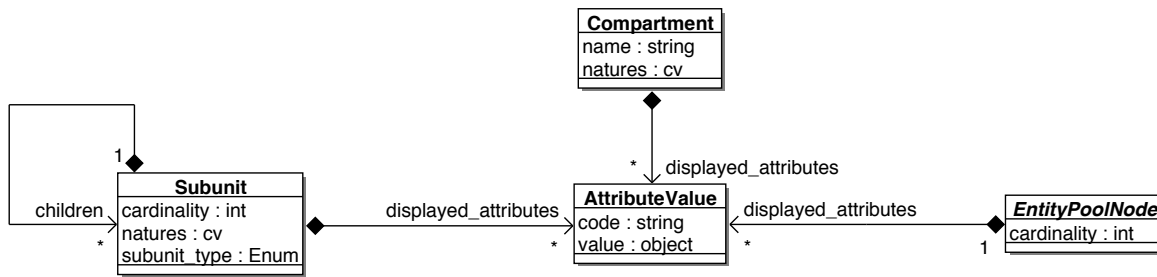 Compartment
name : string
natures : cv
* displayed_attributes
1
Subunit
cardinality : int
natures : cv
subunit_type : Enum
children
*
displayed_attributes
*
AttributeValue
code : string
value : object
displayed_attributes
*
1
EntityPoolNode
cardinality : int